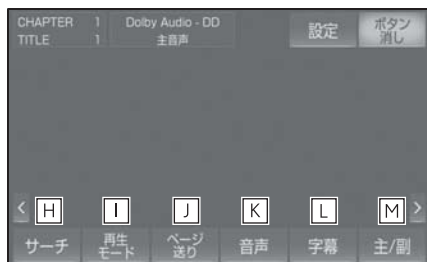 CHAPTER 1 Dolby Audio - DD 設定 ボタン
TITLE 1 主音声 消し
< H I J K L M >
サーチ 再生 ページ 音声 字幕 主/副
モード 送り